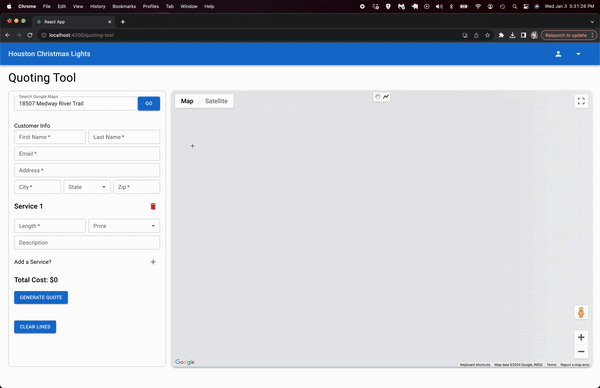 Chrome File Edit View History Bookmarks Profiles Tab Window Help
Wed Jan 3 5:31:26 PM
React App
localhost:4200/quoting-tool
Relaunch to update
Houston Christmas Lights
Quoting Tool
Search Google Maps
18507 Medway River Trail
GO
Map Satellite
Customer Info
First Name * Last Name *
Email *
Address *
City * State Zip *
Service 1
Length * Price
Description
Add a Service?
Total Cost: $0
GENERATE QUOTE
CLEAR LINES
Google
Keyboard shortcuts Map data ©2024 Google, INEGI Terms Report a map error